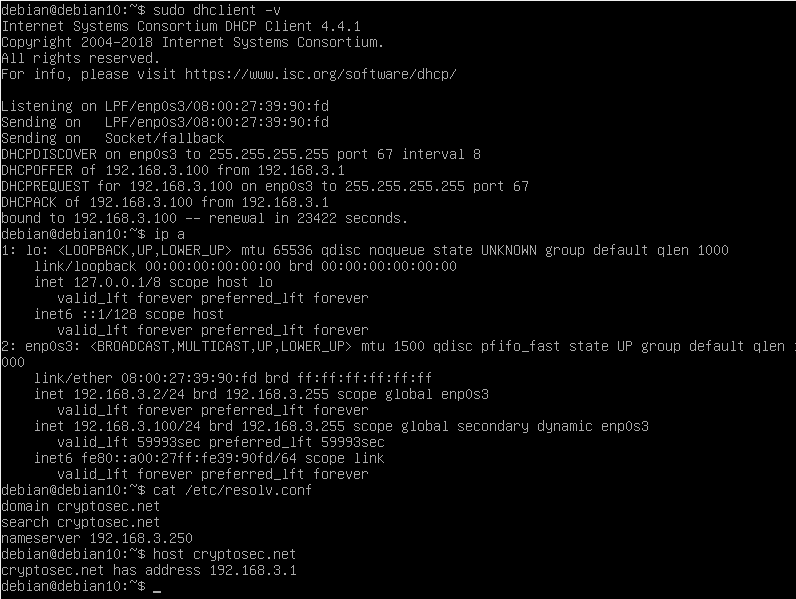 debian@debian10:~$ sudo dhclient -v
Internet Systems Consortium DHCP Client 4.4.1
Copyright 2004-2018 Internet Systems Consortium.
All rights reserved.
For info, please visit https://www.isc.org/software/dhcp/

Listening on LPF/enp0s3/08:00:27:39:90:fd
Sending on   LPF/enp0s3/08:00:27:39:90:fd
Sending on   Socket/fallback
DHCPDISCOVER on enp0s3 to 255.255.255.255 port 67 interval 8
DHCPOFFER of 192.168.3.100 from 192.168.3.1
DHCPREQUEST for 192.168.3.100 on enp0s3 to 255.255.255.255 port 67
DHCPACK of 192.168.3.100 from 192.168.3.1
bound to 192.168.3.100 -- renewal in 23422 seconds.
debian@debian10:~$ ip a
1: lo: <LOOPBACK,UP,LOWER_UP> mtu 65536 qdisc noqueue state UNKNOWN group default qlen 1000
    link/loopback 00:00:00:00:00:00 brd 00:00:00:00:00:00
    inet 127.0.0.1/8 scope host lo
       valid_lft forever preferred_lft forever
    inet6 ::1/128 scope host
       valid_lft forever preferred_lft forever
2: enp0s3: <BROADCAST,MULTICAST,UP,LOWER_UP> mtu 1500 qdisc pfifo_fast state UP group default qlen 1
000
    link/ether 08:00:27:39:90:fd brd ff:ff:ff:ff:ff:ff
    inet 192.168.3.2/24 brd 192.168.3.255 scope global enp0s3
       valid_lft forever preferred_lft forever
    inet 192.168.3.100/24 brd 192.168.3.255 scope global secondary dynamic enp0s3
       valid_lft 59993sec preferred_lft 59993sec
    inet6 fe80::a00:27ff:fe39:90fd/64 scope link
       valid_lft forever preferred_lft forever
debian@debian10:~$ cat /etc/resolv.conf
domain cryptosec.net
search cryptosec.net
nameserver 192.168.3.250
debian@debian10:~$ host cryptosec.net
cryptosec.net has address 192.168.3.1
debian@debian10:~$ _